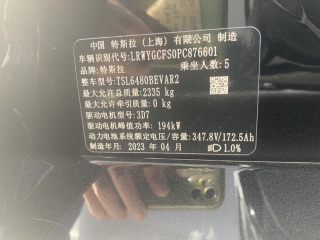 中国 特斯拉（上海）有限公司 制造
车辆识别代号:LRWYGCFS0PC876601
品牌:特斯拉 乘坐人数:5
整车型号:TSL6480BEVAR2
最大允许总质量:2335 kg
最大允许牵引质量:0 kg
驱动电机型号:3D7
驱动电机峰值功率:194kW
动力电池系统额定电压/容量:347.8V/172.5Ah
制造年月:2023 年 04 月 1.0%